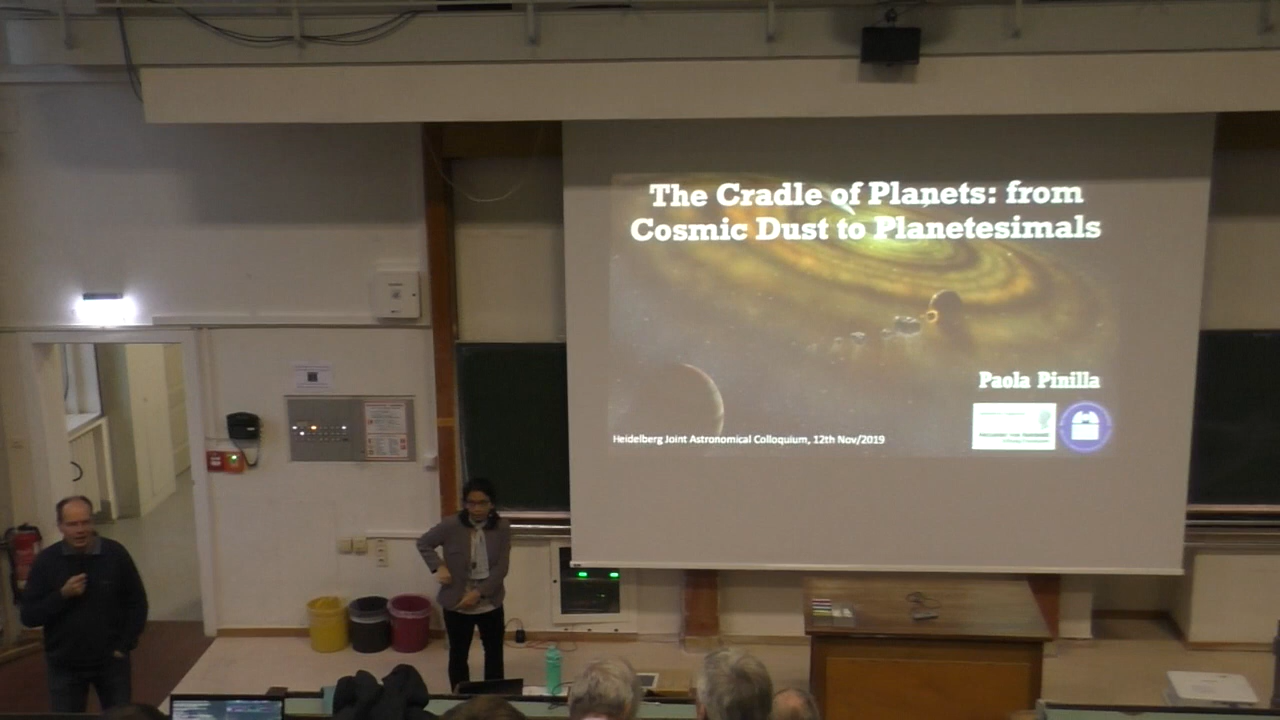 The Cradle of Planets: from
Cosmic Dust to Planetesimals
Paola Pinilla
Heidelberg Joint Astronomical Colloquium, 12th Nov/2019